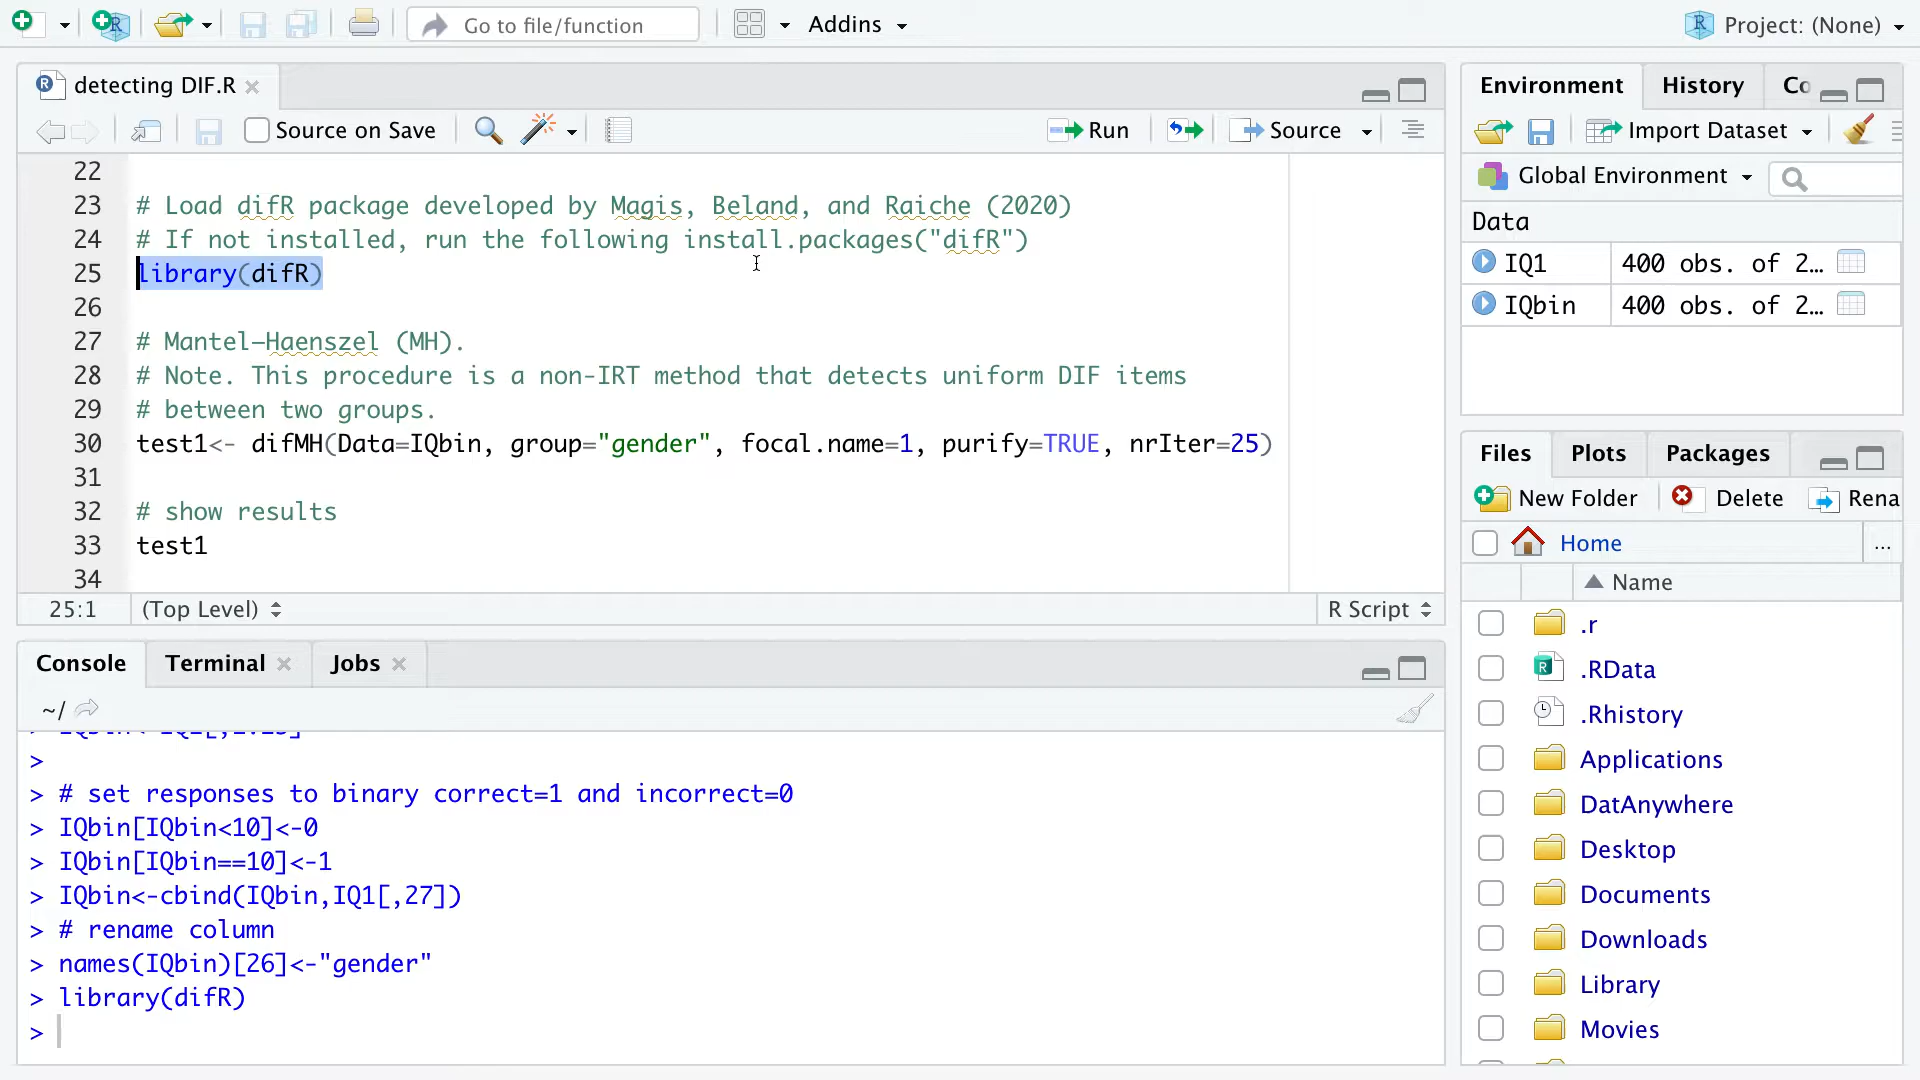 Go to file/function
Addins
Project: (None)
detecting DIF.R
Source on Save
Run
Source
22
23 # Load difR package developed by Magis, Beland, and Raiche (2020)
24 # If not installed, run the following install.packages("difR")
25 library(difR)
26
27 # Mantel–Haenszel (MH).
28 # Note. This procedure is a non-IRT method that detects uniform DIF items
29 # between two groups.
30 test1<- difMH(Data=IQbin, group="gender", focal.name=1, purify=TRUE, nrIter=25)
31
32 # show results
33 test1
34
25:1 (Top Level) R Script
Console Terminal Jobs
~/
>
> # set responses to binary correct=1 and incorrect=0
> IQbin[IQbin<10]<-0
> IQbin[IQbin==10]<-1
> IQbin<-cbind(IQbin,IQ1[,27])
> # rename column
> names(IQbin)[26]<-"gender"
> library(difR)
>
Environment History Co
Import Dataset
Global Environment
Data
IQ1 400 obs. of 2…
IQbin 400 obs. of 2…
Files Plots Packages
New Folder Delete Rena
Home ...
Name
.r
.RData
.Rhistory
Applications
DatAnywhere
Desktop
Documents
Downloads
Library
Movies